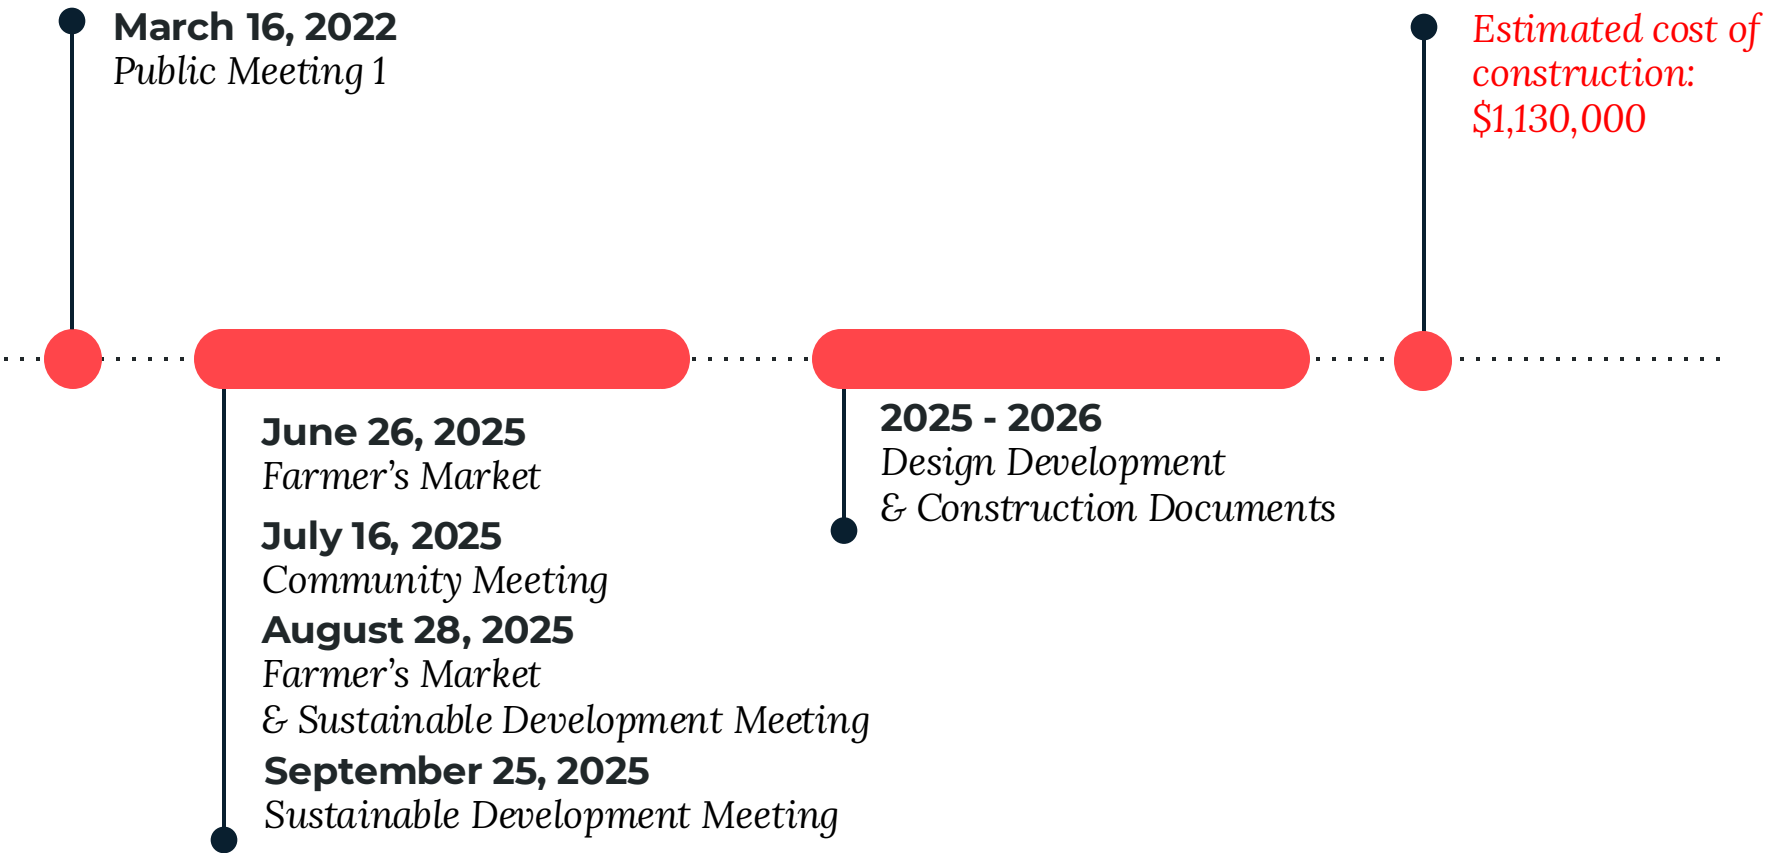 March 16, 2022
Public Meeting 1
Estimated cost of
construction:
$1,130,000
June 26, 2025
Farmer’s Market
July 16, 2025
Community Meeting
August 28, 2025
Farmer’s Market
& Sustainable Development Meeting
September 25, 2025
Sustainable Development Meeting
2025 - 2026
Design Development
& Construction Documents